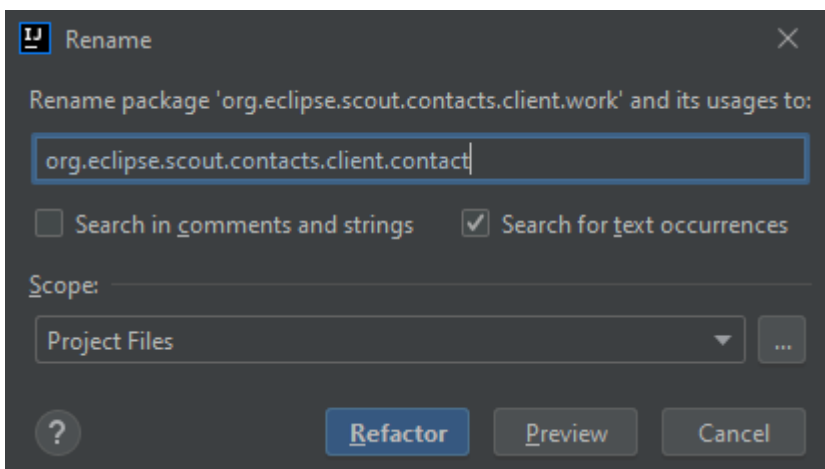 IJ Rename
Rename package 'org.eclipse.scout.contacts.client.work' and its usages to:
org.eclipse.scout.contacts.client.contact
Search in comments and strings Search for text occurrences
Scope:
Project Files ...
? Refactor Preview Cancel